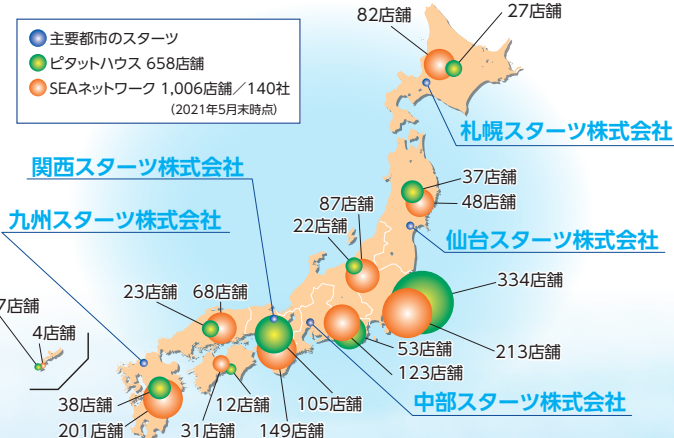 主要都市のスターツ
ピタットハウス 658店舗
SEAネットワーク 1,006店舗／140社
(2021年5月末時点)
82店舗
27店舗
札幌スターツ株式会社
関西スターツ株式会社
37店舗
48店舗
九州スターツ株式会社
87店舗
22店舗
仙台スターツ株式会社
334店舗
23店舗
68店舗
7店舗
4店舗
213店舗
53店舗
123店舗
38店舗
12店舗
105店舗
中部スターツ株式会社
201店舗
31店舗
149店舗